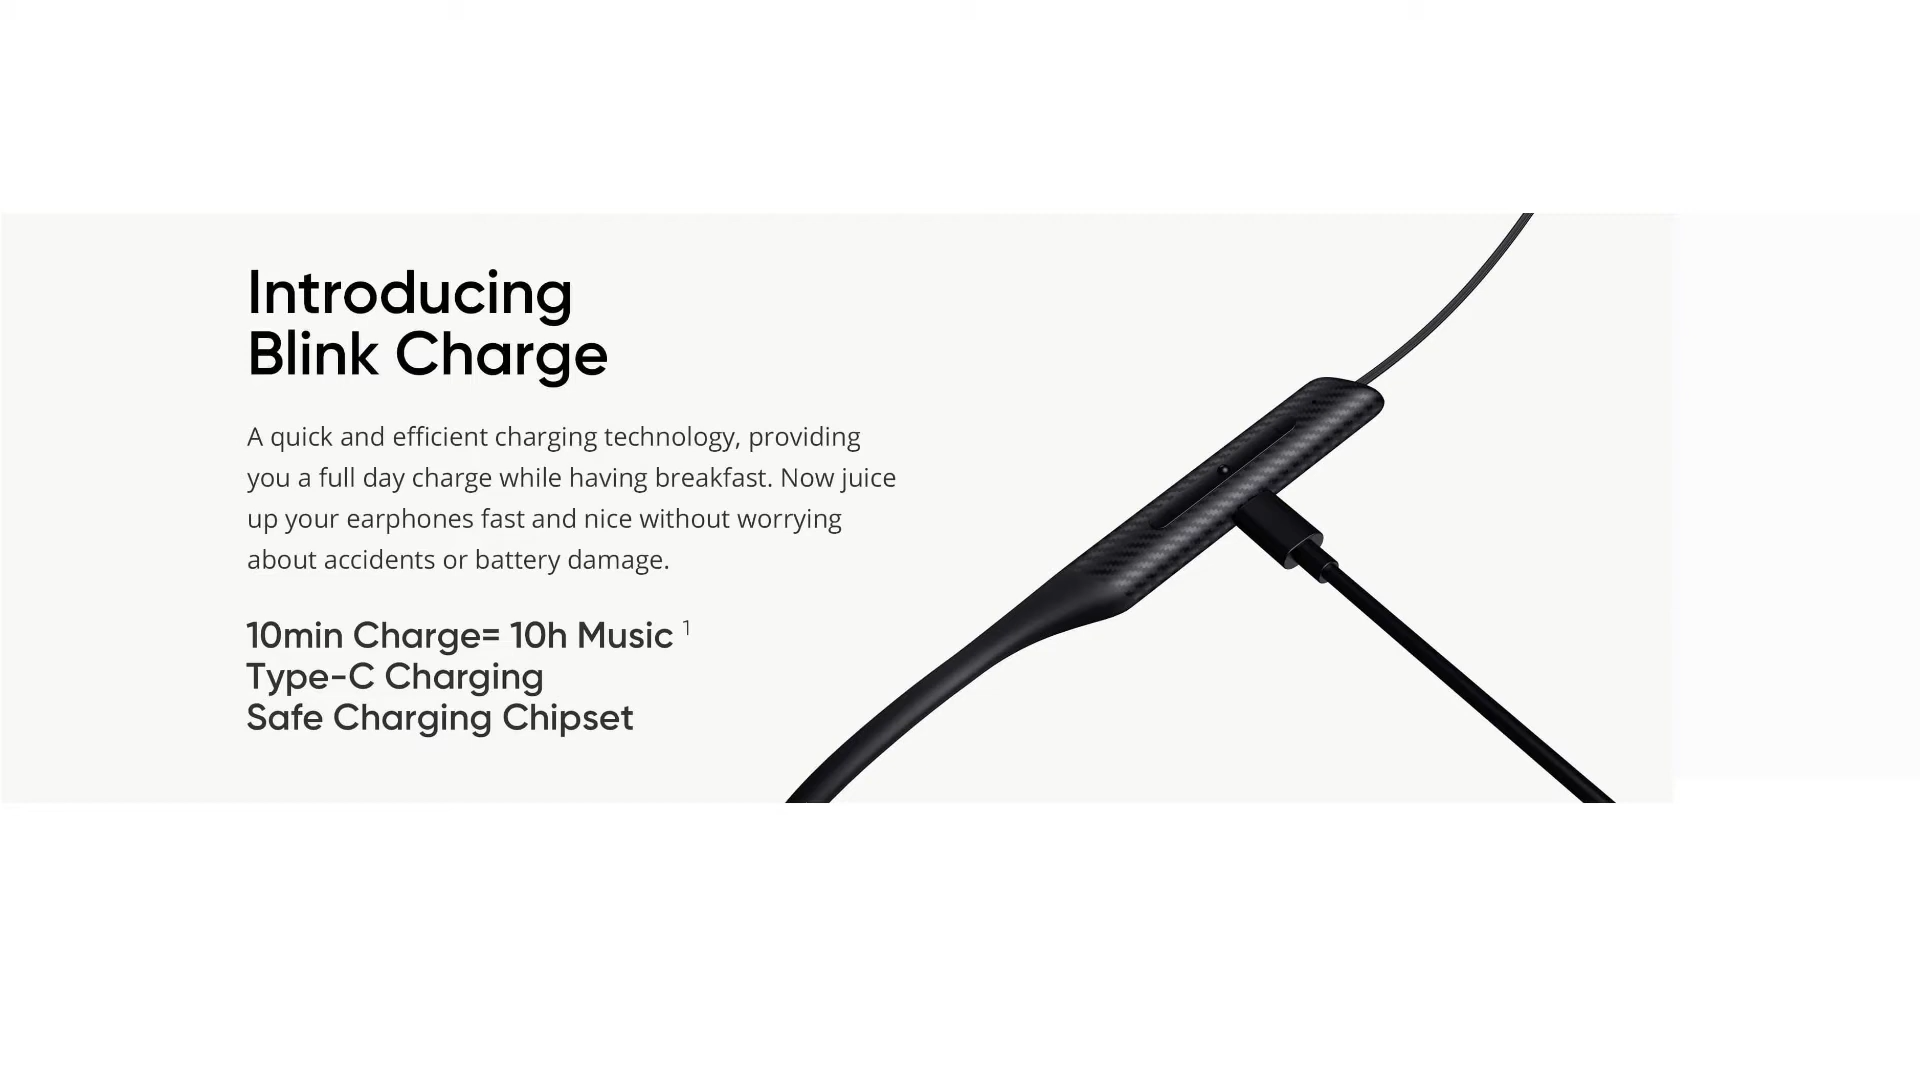 Introducing
Blink Charge
A quick and efficient charging technology, providing
you a full day charge while having breakfast. Now juice
up your earphones fast and nice without worrying
about accidents or battery damage.
10min Charge= 10h Music 1
Type-C Charging
Safe Charging Chipset